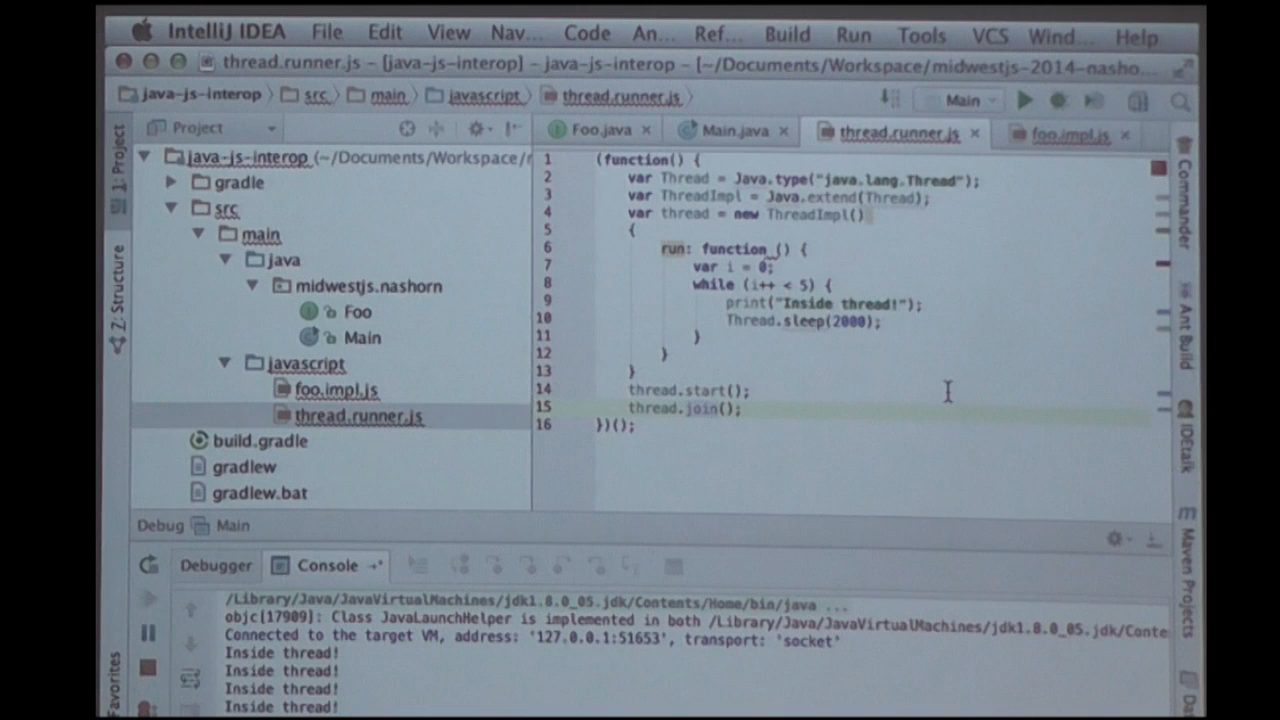 IntelliJ IDEA File Edit View Nav... Code An... Ref... Build Run Tools VCS Wind... Help
thread.runner.js - [java-js-interop] - java-js-interop - [~/Documents/Workspace/midwestjs-2014-nasho...
java-js-interop src main javascript thread.runner.js Main
Project
Foo.java Main.java thread.runner.js foo.impl.js
1: Project
Z: Structure
Favorites
java-js-interop (~/Documents/Workspace/
gradle
src
main
java
midwestjs.nashorn
Foo
Main
javascript
foo.impl.js
thread.runner.js
build.gradle
gradlew
gradlew.bat
1 (function() {
2 var Thread = Java.type("java.lang.Thread");
3 var ThreadImpl = Java.extend(Thread);
4 var thread = new ThreadImpl()
5 {
6 run: function () {
7 var i = 0;
8 while (i++ < 5) {
9 print("Inside thread!");
10 Thread.sleep(2000);
11 }
12 }
13 }
14 thread.start();
15 thread.join();
16 })();
Commander
Ant Build
IDEtalk
Maven Projects
Debug Main
Debugger Console
/Library/Java/JavaVirtualMachines/jdk1.8.0_05.jdk/Contents/Home/bin/java ...
objc[17909]: Class JavaLaunchHelper is implemented in both /Library/Java/JavaVirtualMachines/jdk1.8.0_05.jdk/Conte
Connected to the target VM, address: '127.0.0.1:51653', transport: 'socket'
Inside thread!
Inside thread!
Inside thread!
Inside thread!